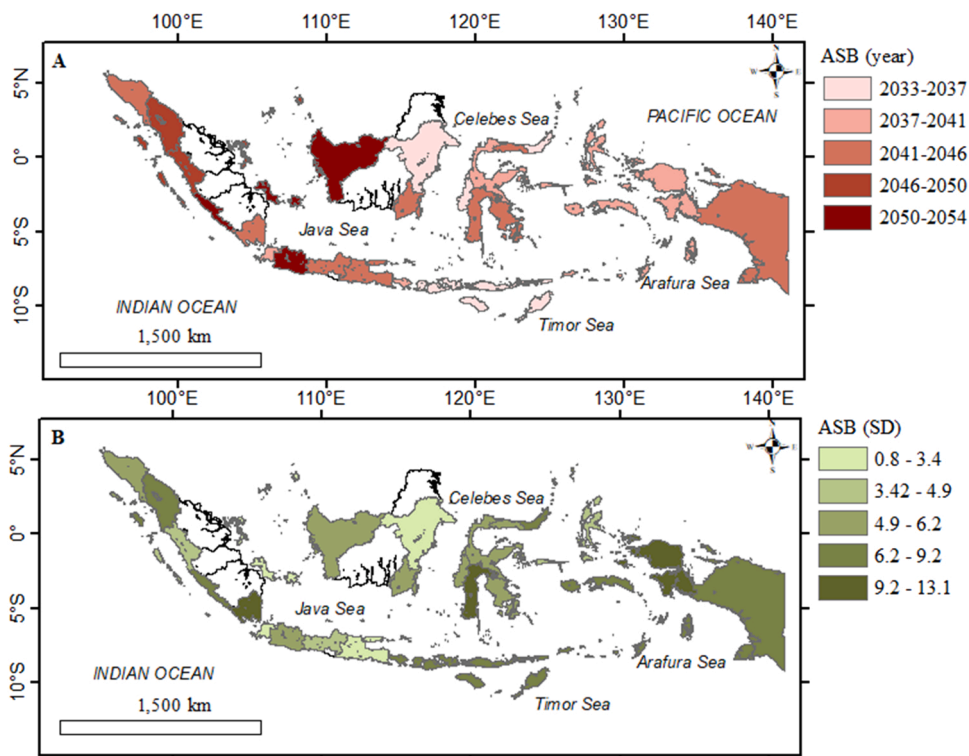 100°E 110°E 120°E 130°E 140°E
A
N
W E
S
ASB (year)
5°N
2033-2037
Celebes Sea
PACIFIC OCEAN
2037-2041
0°
2041-2046
2046-2050
5°S
Java Sea
2050-2054
Arafura Sea
10°S
INDIAN OCEAN
Timor Sea
1,500 km
100°E 110°E 120°E 130°E 140°E
B
N
W E
S
ASB (SD)
5°N
0.8 - 3.4
Celebes Sea
3.42 - 4.9
0°
4.9 - 6.2
6.2 - 9.2
9.2 - 13.1
5°S
Java Sea
Arafura Sea
10°S
INDIAN OCEAN
Timor Sea
1,500 km